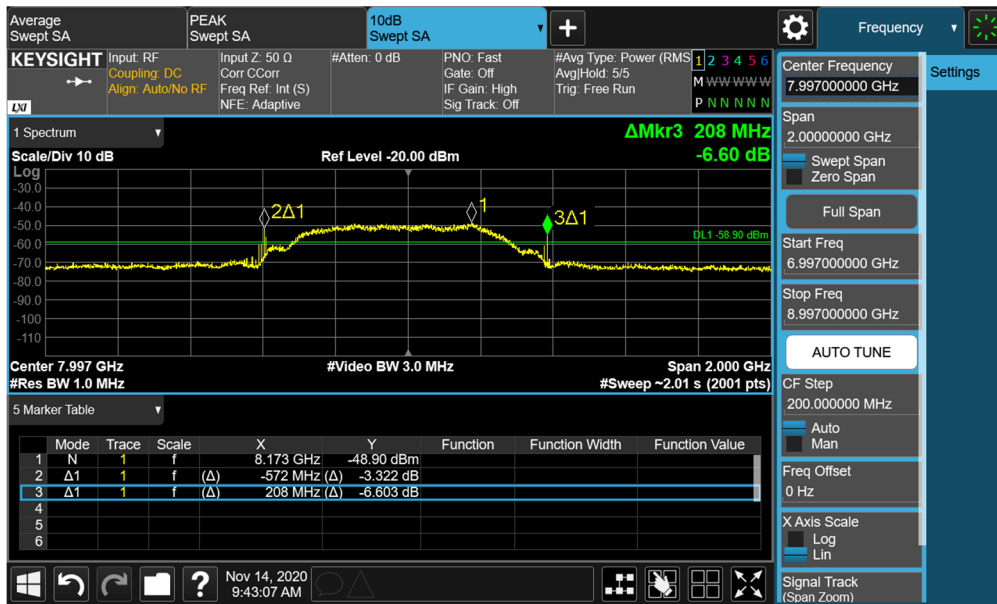 Average
Swept SA
PEAK
Swept SA
10dB
Swept SA
Frequency
KEYSIGHT
Input: RF
Coupling: DC
Align: Auto/No RF
Input Z: 50 Ω
Corr CCorr
Freq Ref: Int (S)
NFE: Adaptive
#Atten: 0 dB
PNO: Fast
Gate: Off
IF Gain: High
Sig Track: Off
#Avg Type: Power (RMS
Avg|Hold: 5/5
Trig: Free Run
1 2 3 4 5 6
M W W W W W W
P N N N N N
LXI
1 Spectrum
ΔMkr3 208 MHz
-6.60 dB
Scale/Div 10 dB
Ref Level -20.00 dBm
Log
-30.0
-40.0
-50.0
-60.0
-70.0
-80.0
-90.0
-100
-110
2Δ1
1
3Δ1
DL1 -58.90 dBm
Center 7.997 GHz
#Video BW 3.0 MHz
Span 2.000 GHz
#Res BW 1.0 MHz
#Sweep ~2.01 s (2001 pts)
5 Marker Table
Mode Trace Scale X Y Function Function Width Function Value
1 N 1 f 8.173 GHz -48.90 dBm
2 Δ1 1 f (Δ) -572 MHz (Δ) -3.322 dB
3 Δ1 1 f (Δ) 208 MHz (Δ) -6.603 dB
4
5
6
Nov 14, 2020
9:43:07 AM
Center Frequency
7.997000000 GHz
Span
2.00000000 GHz
Swept Span
Zero Span
Full Span
Start Freq
6.997000000 GHz
Stop Freq
8.997000000 GHz
AUTO TUNE
CF Step
200.000000 MHz
Auto
Man
Freq Offset
0 Hz
X Axis Scale
Log
Lin
Signal Track
(Span Zoom)
Settings